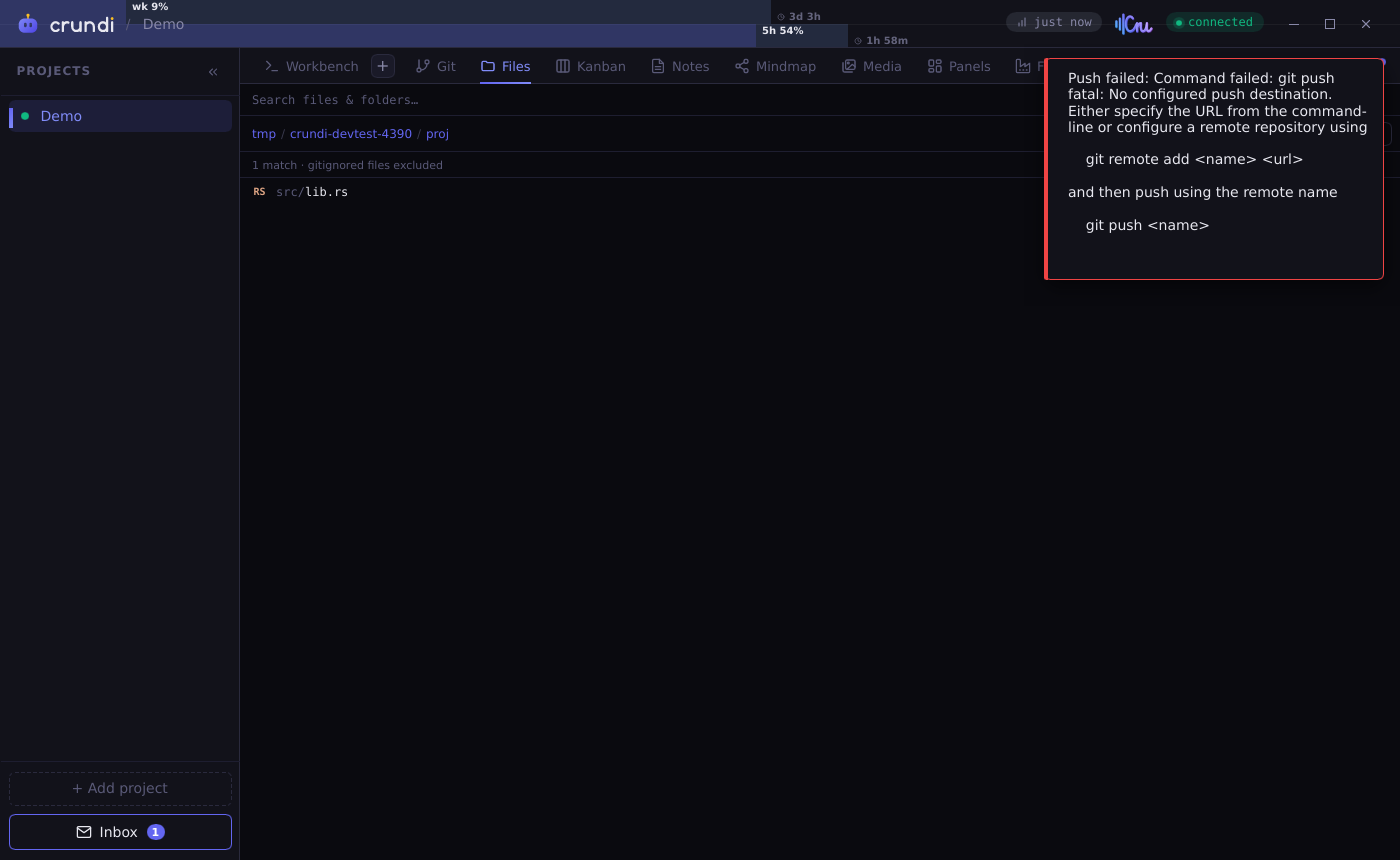 wk 9%
3d 3h
crundi / Demo
5h 54%
1h 58m
just now
Cru
connected
PROJECTS
Demo
+ Add project
Inbox 1
Workbench + Git Files Kanban Notes Mindmap Media Panels
Search files & folders…
tmp / crundi-devtest-4390 / proj
1 match · gitignored files excluded
RS src/lib.rs
Push failed: Command failed: git push
fatal: No configured push destination.
Either specify the URL from the command-
line or configure a remote repository using
git remote add <name> <url>
and then push using the remote name
git push <name>